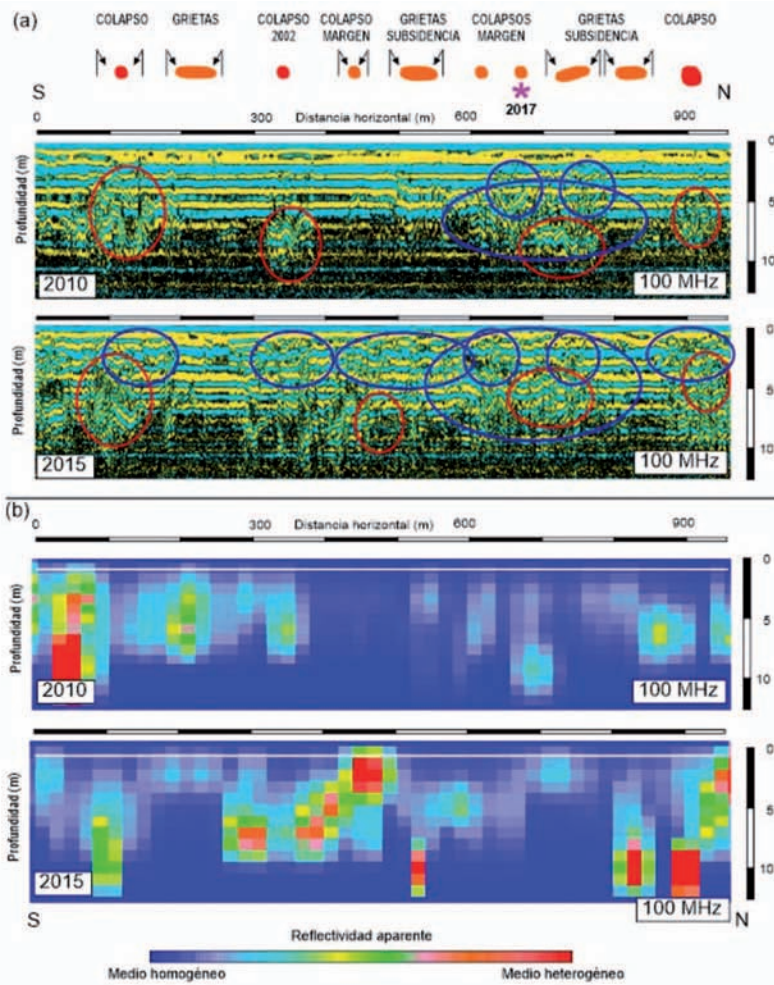 (a)
COLAPSO GRIETAS COLAPSO COLAPSO GRIETAS COLAPSOS GRIETAS COLAPSO
2002 MARGEN SUBSIDENCIA MARGEN SUBSIDENCIA
S N
*
2017
0 300 Distancia horizontal (m) 600 900
Profundidad (m)
0
5
10
2010 100 MHz
Profundidad (m)
0
5
10
2015 100 MHz
(b)
0 300 Distancia horizontal (m) 600 900
Profundidad (m)
0
5
10
2010 100 MHz
Profundidad (m)
0
5
10
2015 100 MHz
S N
Reflectividad aparente
Medio homogéneo Medio heterogéneo